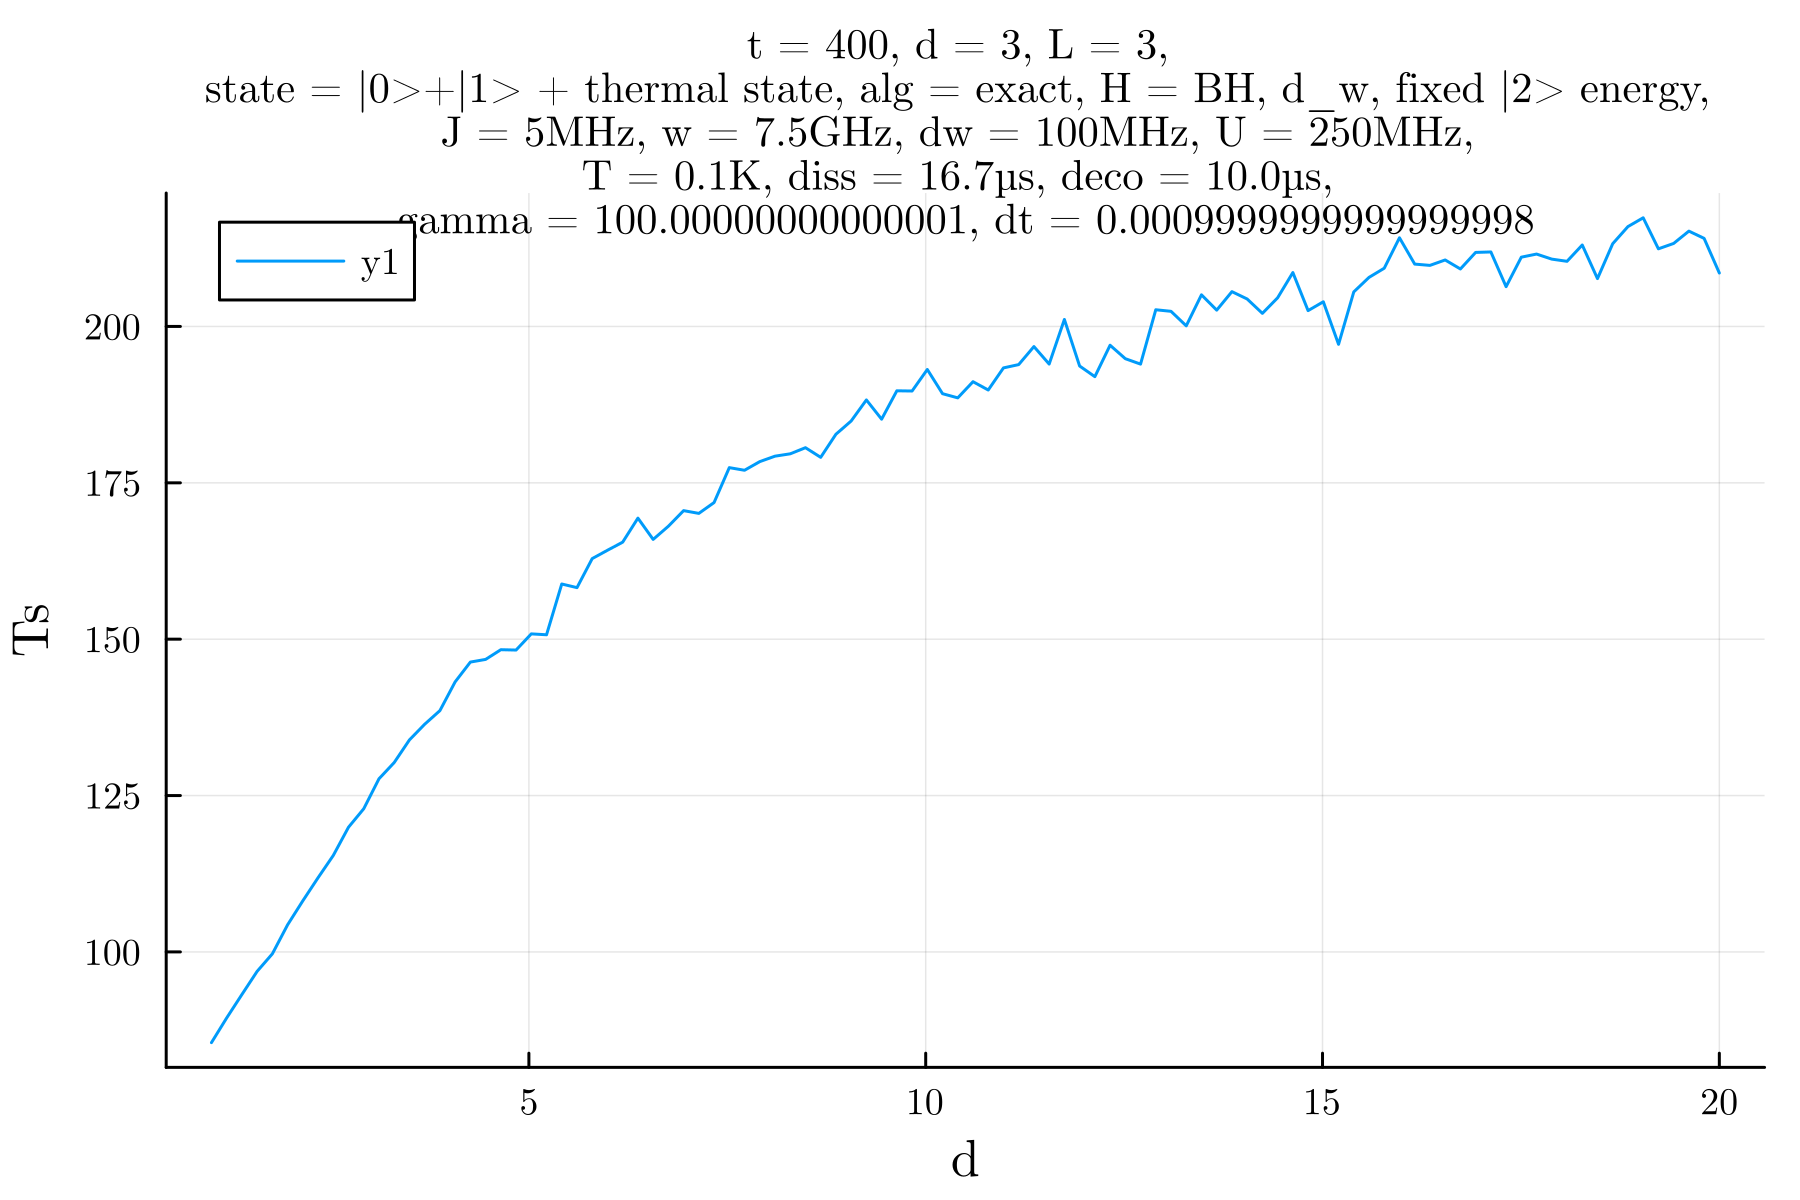 t = 400, d = 3, L = 3,
state = |0>+|1> + thermal state, alg = exact, H = BH, d_w, fixed |2> energy,
J = 5MHz, w = 7.5GHz, dw = 100MHz, U = 250MHz,
T = 0.1K, diss = 16.7µs, deco = 10.0µs,
gamma = 100.00000000000001, dt = 0.0009999999999999998
y1
200
175
150
125
100
Ts
5 10 15 20
d